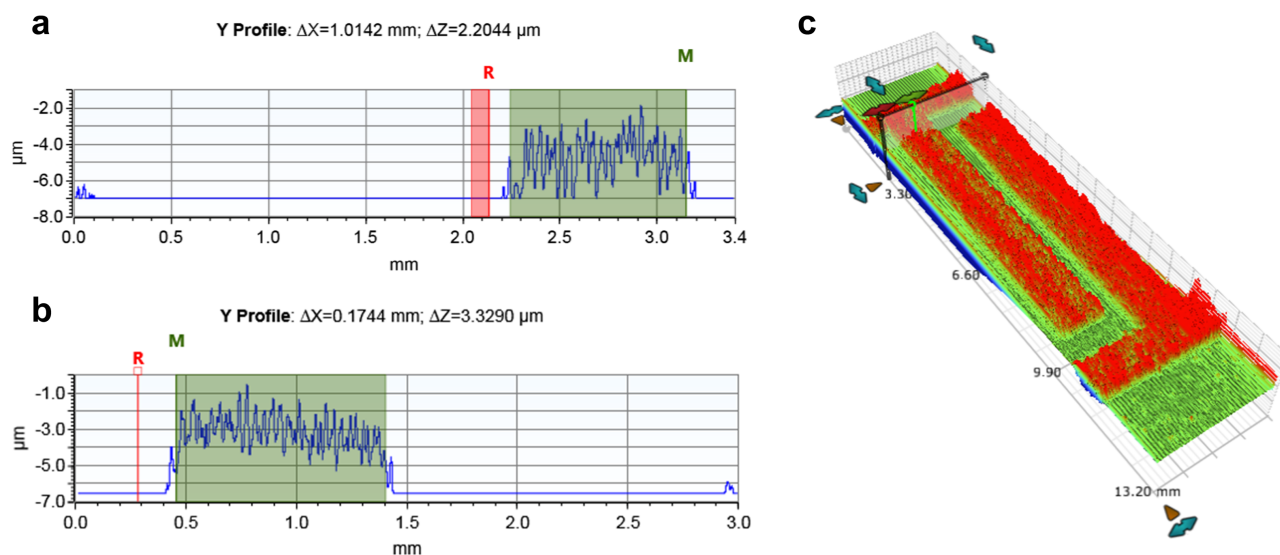 a
Y Profile: ΔX=1.0142 mm; ΔZ=2.2044 µm
R
M
-2.0
-4.0
-6.0
-8.0
µm
0.0 0.5 1.0 1.5 2.0 2.5 3.0 3.4
mm
b
Y Profile: ΔX=0.1744 mm; ΔZ=3.3290 µm
R
M
-1.0
-3.0
-5.0
-7.0
µm
0.0 0.5 1.0 1.5 2.0 2.5 3.0
mm
c
3.30
6.60
9.90
13.20 mm